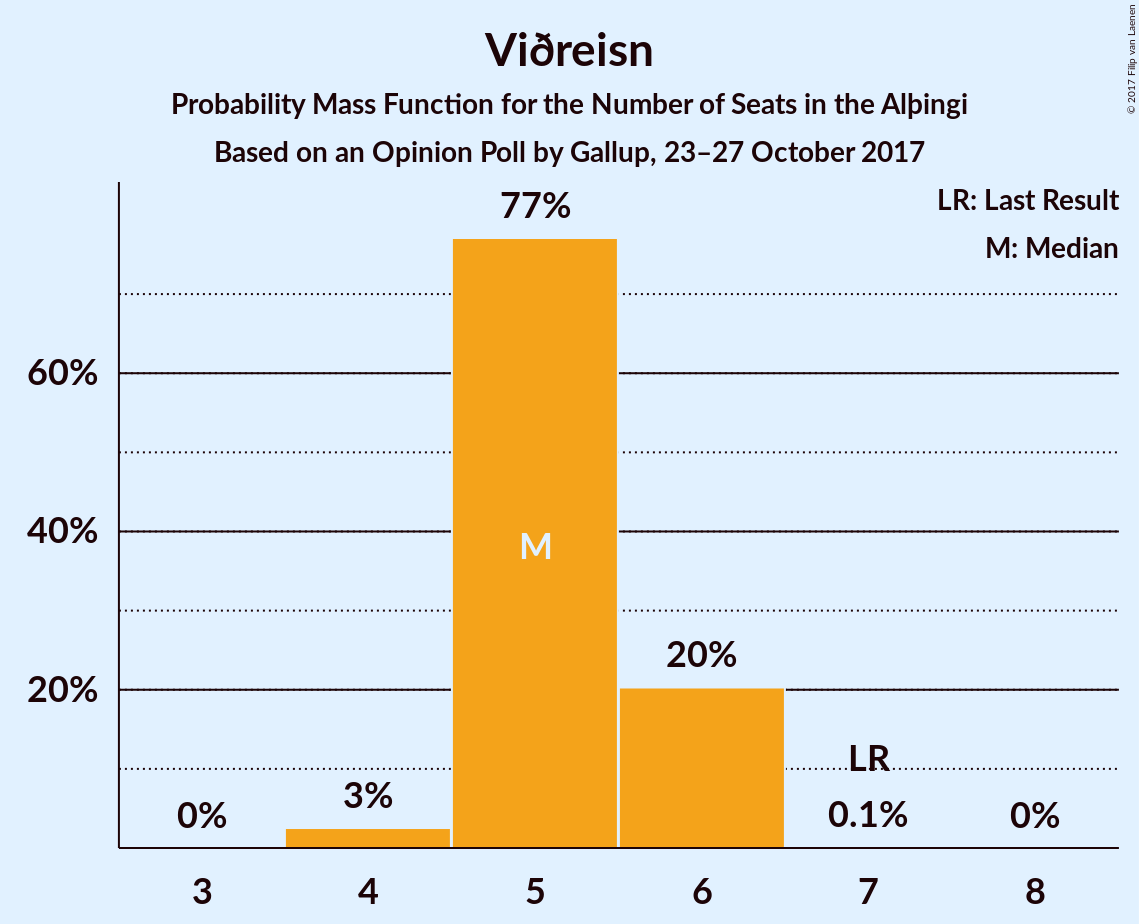 Viðreisn
Probability Mass Function for the Number of Seats in the Alþingi
Based on an Opinion Poll by Gallup, 23–27 October 2017
© 2017 Filip van Laenen
LR: Last Result
M: Median
77%
60%
40%
20%
M
20%
LR
0%
3%
0.1%
0%
3 4 5 6 7 8